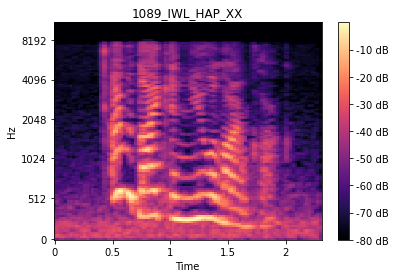 1089_IWL_HAP_XX
8192
4096
2048
1024
512
0
Hz
0
0.5
1
1.5
2
Time
-10 dB
-20 dB
-30 dB
-40 dB
-50 dB
-60 dB
-70 dB
-80 dB